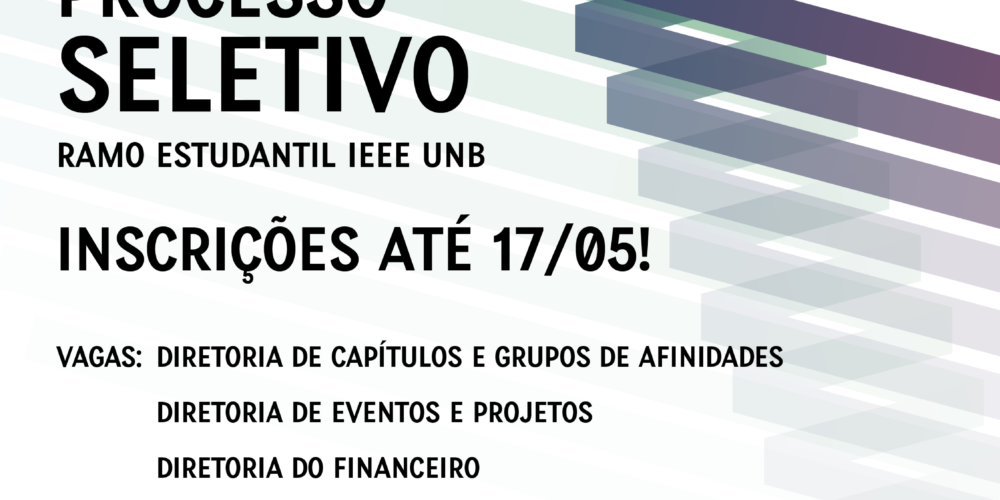 PROCESSO
SELETIVO
RAMO ESTUDANTIL IEEE UNB
INSCRIÇÕES ATÉ 17/05!
VAGAS: DIRETORIA DE CAPÍTULOS E GRUPOS DE AFINIDADES
DIRETORIA DE EVENTOS E PROJETOS
DIRETORIA DO FINANCEIRO